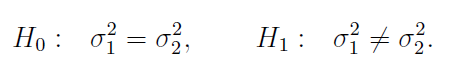 H₀ : σ₁² = σ₂², H₁ : σ₁² ≠ σ₂².